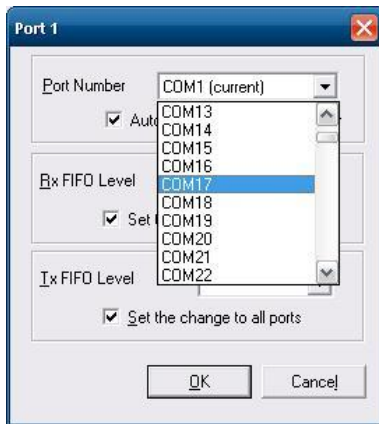 Port 1
Port Number
COM1 (current)
Auto
COM13
COM14
COM15
COM16
Rx FIFO Level
COM17
COM18
Set
COM19
COM20
COM21
COM22
Tx FIFO Level
Set the change to all ports
OK
Cancel